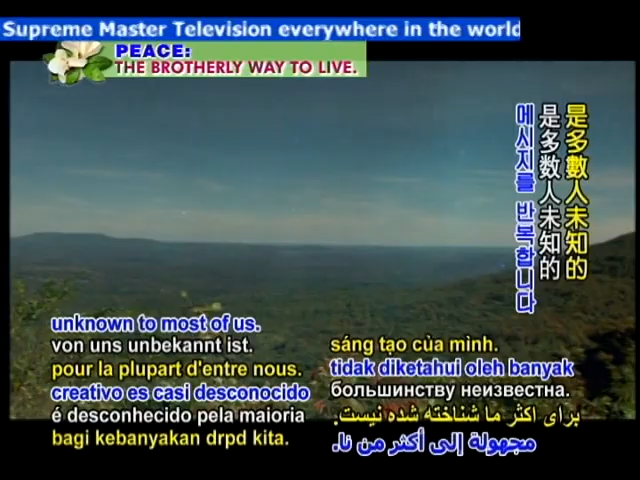 Supreme Master Television everywhere in the world
PEACE:
THE BROTHERLY WAY TO LIVE.
是多數人未知的
是多数人未知的
메시지를 반복합니다
unknown to most of us.
von uns unbekannt ist.
pour la plupart d'entre nous.
creativo es casi desconocido
é desconhecido pela maioria
bagi kebanyakan drpd kita.
sáng tạo của mình.
tidak diketahui oleh banyak
большинству неизвестна.
برای اکثر ما شناخته شده نیست.
مجهولة إلى أكثر من نا.